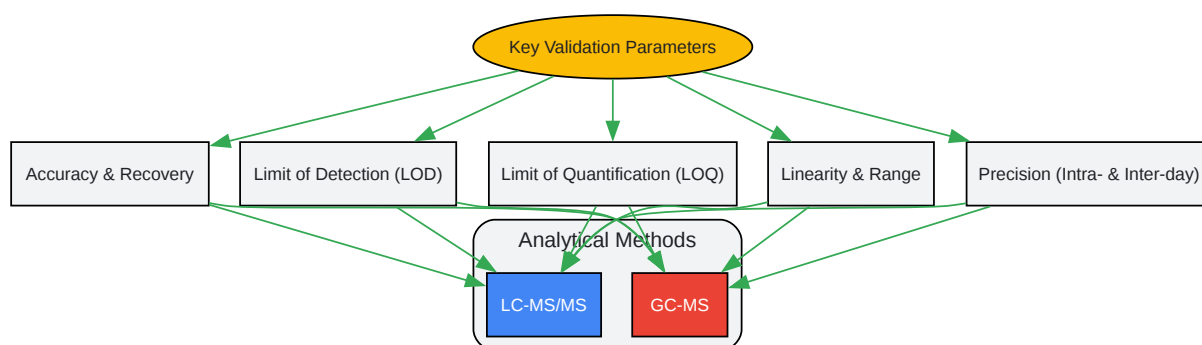 Key Validation Parameters
Accuracy & Recovery
Limit of Detection (LOD)
Limit of Quantification (LOQ)
Linearity & Range
Precision (Intra- & Inter-day)
Analytical Methods
LC-MS/MS
GC-MS